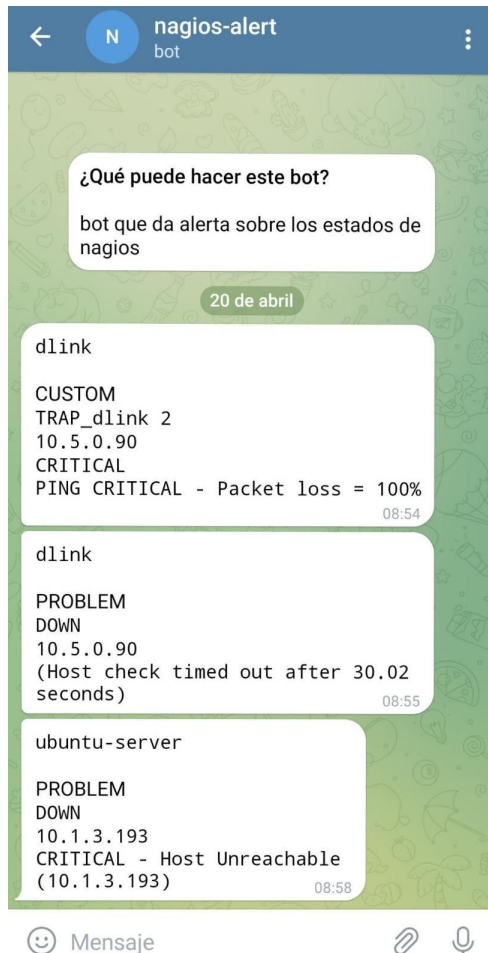 nagios-alert
N
bot
¿Qué puede hacer este bot?
bot que da alerta sobre los estados de
nagios
20 de abril
dlink
CUSTOM
TRAP_dlink 2
10.5.0.90
CRITICAL
PING CRITICAL - Packet loss = 100%
08:54
dlink
PROBLEM
DOWN
10.5.0.90
(Host check timed out after 30.02
seconds)
08:55
ubuntu-server
PROBLEM
DOWN
10.1.3.193
CRITICAL - Host Unreachable
(10.1.3.193)
08:58
Mensaje